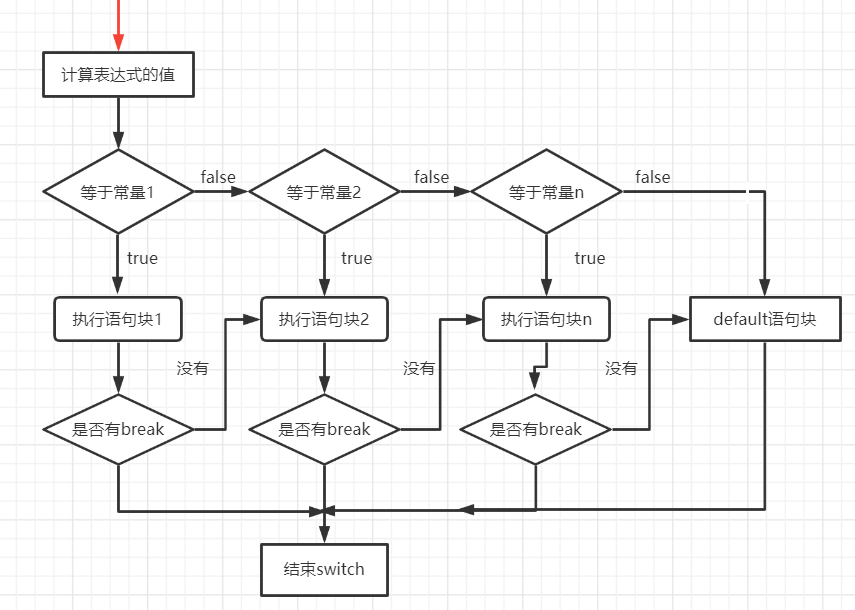 计算表达式的值
等于常量1
false
等于常量2
false
等于常量n
false
true
true
true
执行语句块1
执行语句块2
执行语句块n
default语句块
没有
没有
没有
是否有break
是否有break
是否有break
结束switch